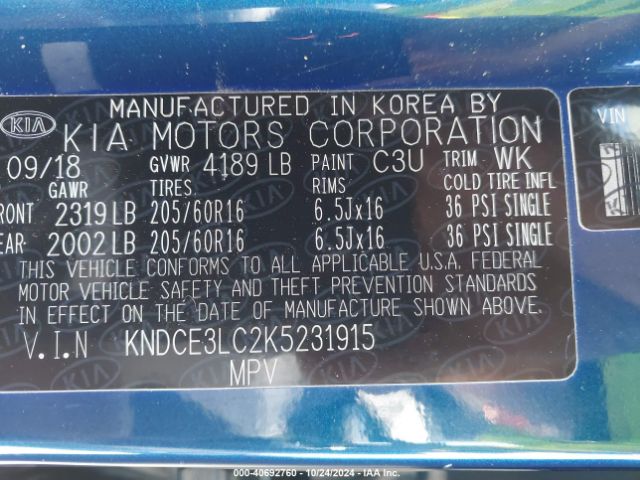 MANUFACTURED IN KOREA BY
KIA KIA MOTORS CORPORATION
09/18 GVWR 4189 LB PAINT C3U TRIM WK
GAWR TIRES RIMS COLD TIRE INFL
RONT 2319 LB 205/60R16 6.5Jx16 36 PSI SINGLE
EAR 2002 LB 205/60R16 6.5Jx16 36 PSI SINGLE
THIS VEHICLE CONFORMS TO ALL APPLICABLE U.S.A. FEDERAL
MOTOR VEHICLE SAFETY AND THEFT PREVENTION STANDARDS
IN EFFECT ON THE DATE OF MANUFACTURE SHOWN ABOVE.
V.I.N KNDCE3LC2K5231915
MPV
VIN
000-40692760 - 10/24/2024 - IAA Inc.